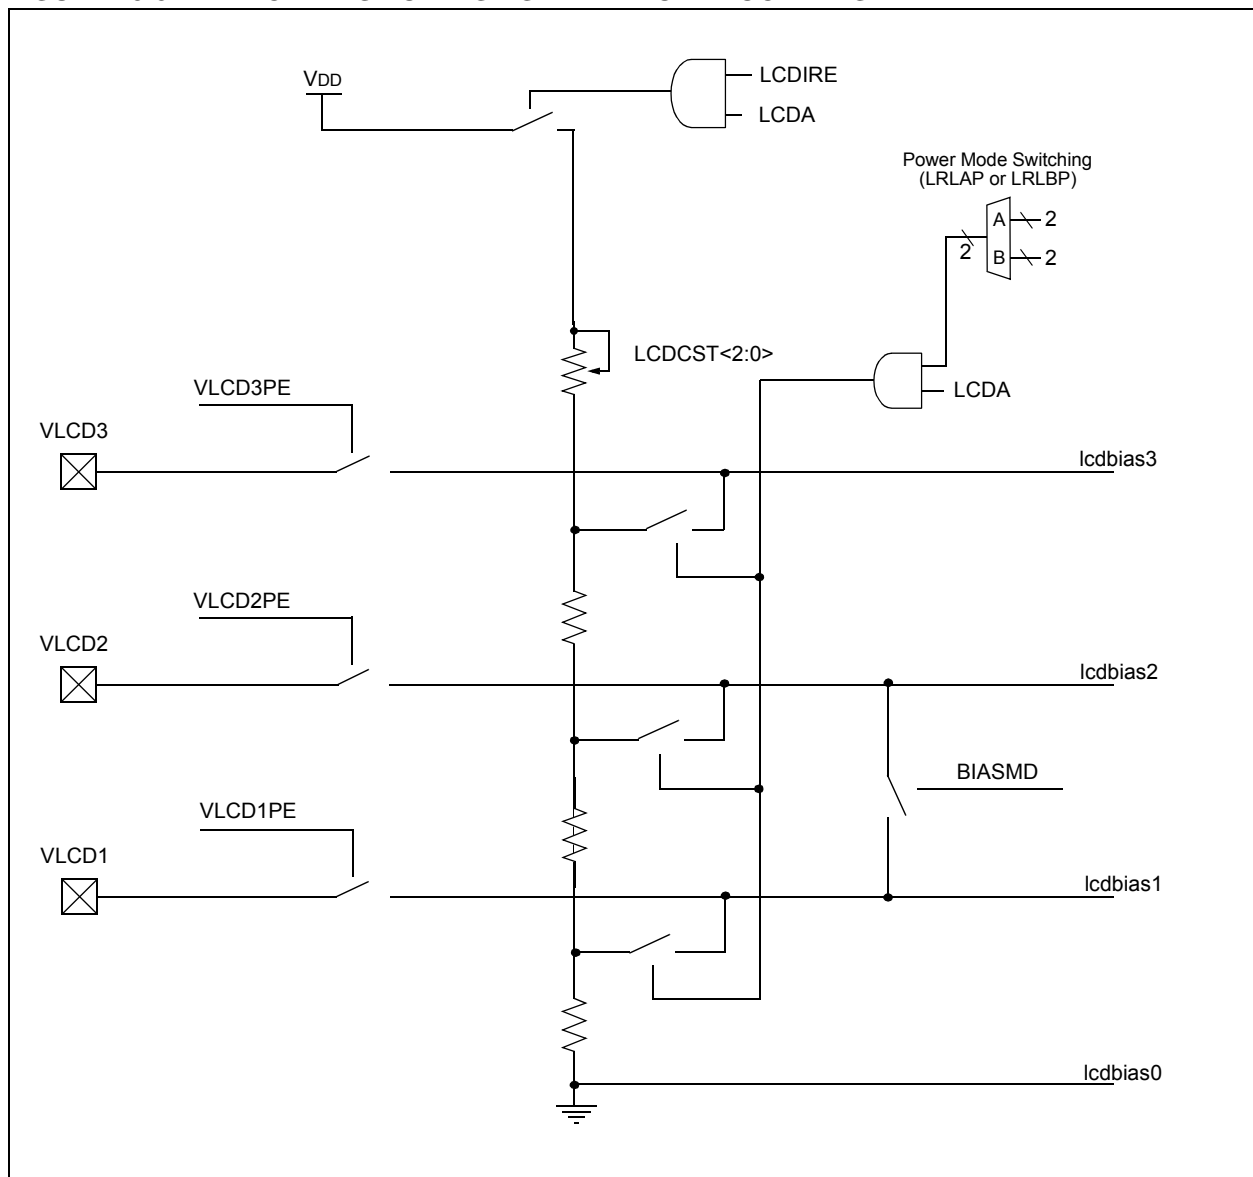 VDD
LCDIRE
LCDA
Power Mode Switching
(LRLAP or LRLBP)
A
2
2
B
2
LCDCST<2:0>
LCDA
VLCD3PE
VLCD3
lcdbias3
VLCD2PE
VLCD2
lcdbias2
BIASMD
VLCD1PE
VLCD1
lcdbias1
lcdbias0